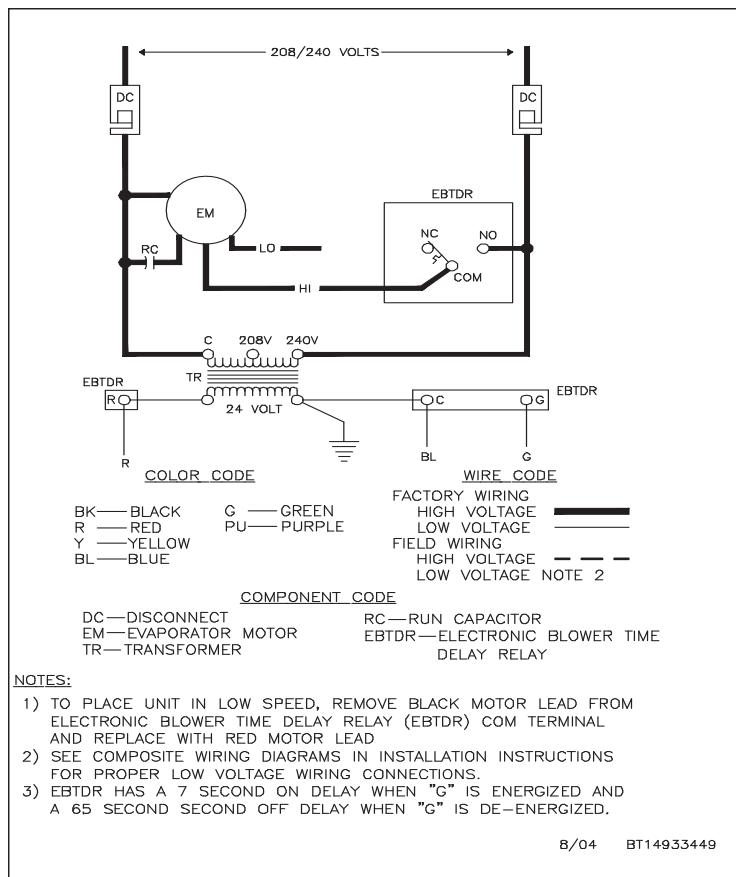 208/240 VOLTS
DC
DC
EBTDR
EM
NC
NO
RC
LO
COM
HI
C 208V 240V
TR
EBTDR
R
24 VOLT
C
G
EBTDR
R
BL
G
COLOR CODE
BK—BLACK
R —RED
Y —YELLOW
BL—BLUE
G —GREEN
PU—PURPLE
WIRE CODE
FACTORY WIRING
HIGH VOLTAGE
LOW VOLTAGE
FIELD WIRING
HIGH VOLTAGE
LOW VOLTAGE NOTE 2
COMPONENT CODE
DC—DISCONNECT
EM—EVAPORATOR MOTOR
TR—TRANSFORMER
RC—RUN CAPACITOR
EBTDR—ELECTRONIC BLOWER TIME
DELAY RELAY
NOTES:
1) TO PLACE UNIT IN LOW SPEED, REMOVE BLACK MOTOR LEAD FROM
ELECTRONIC BLOWER TIME DELAY RELAY (EBTDR) COM TERMINAL
AND REPLACE WITH RED MOTOR LEAD
2) SEE COMPOSITE WIRING DIAGRAMS IN INSTALLATION INSTRUCTIONS
FOR PROPER LOW VOLTAGE WIRING CONNECTIONS.
3) EBTDR HAS A 7 SECOND ON DELAY WHEN "G" IS ENERGIZED AND
A 65 SECOND SECOND OFF DELAY WHEN "G" IS DE-ENERGIZED.
8/04 BT14933449